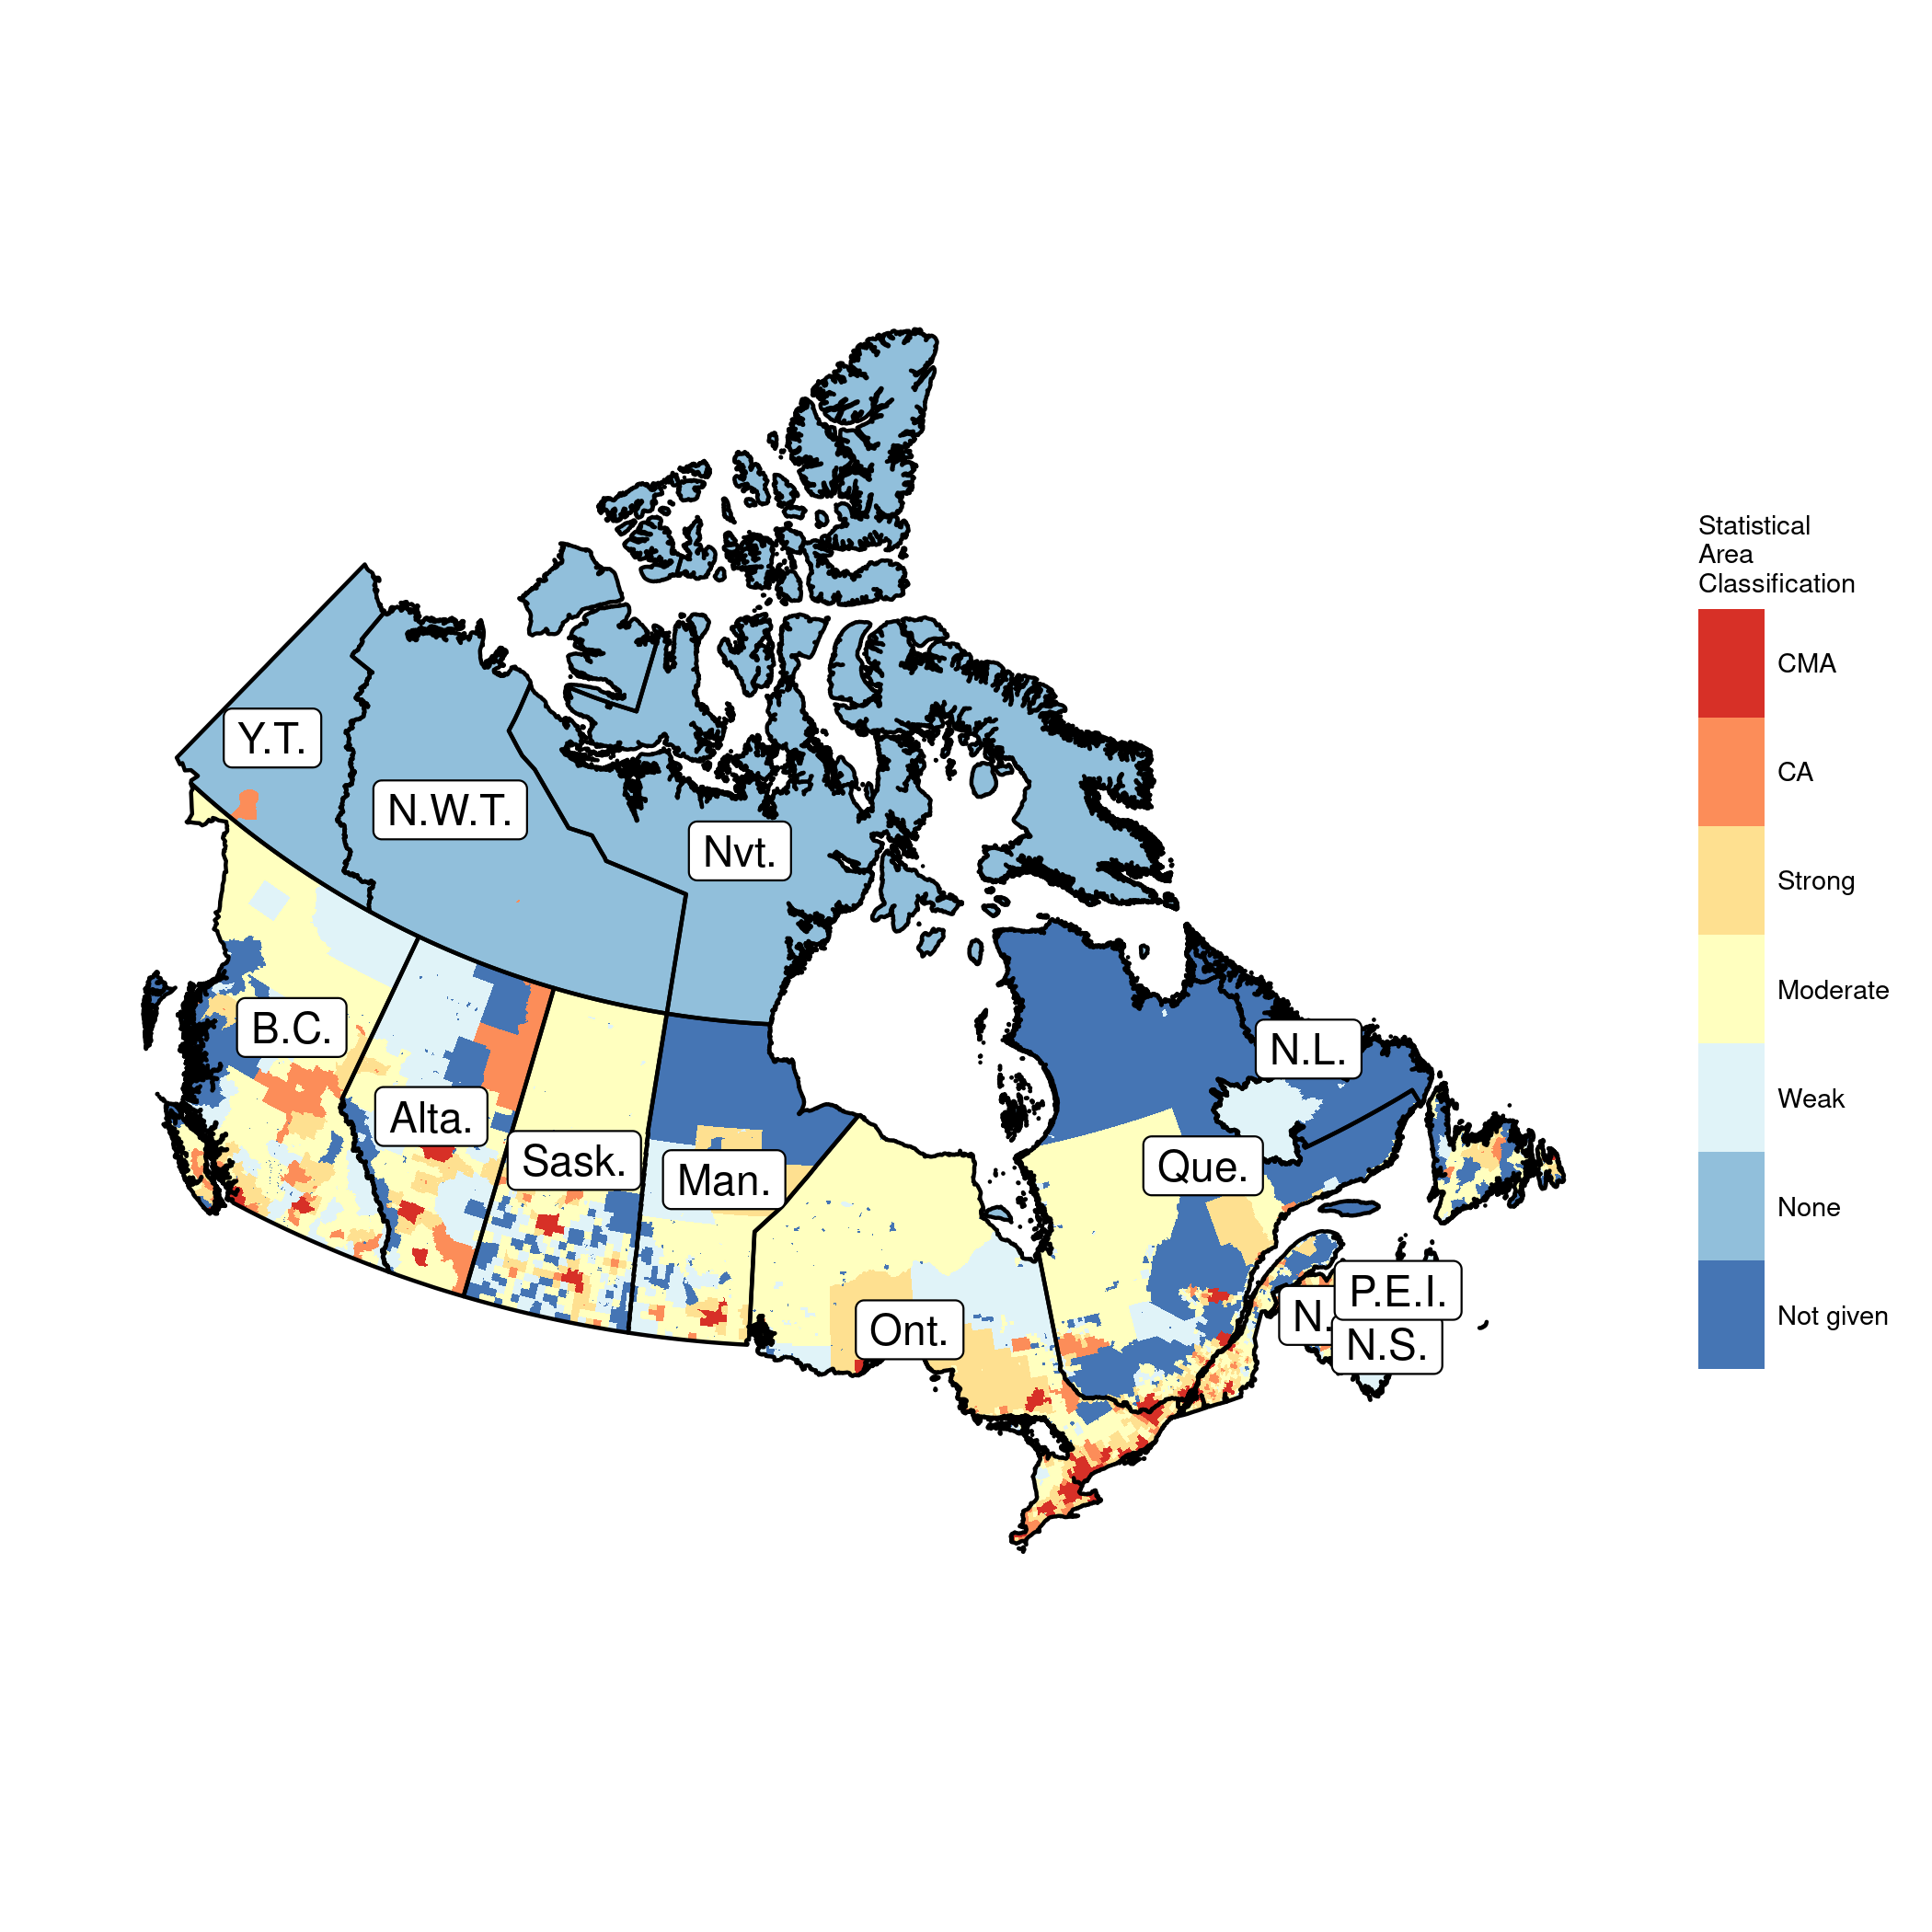 Statistical
Area
Classification
CMA
CA
Strong
Moderate
Weak
None
Not given
Y.T.
N.W.T.
Nvt.
B.C.
N.L.
Alta.
Sask.
Man.
Que.
P.E.I.
N.
N.S.
Ont.